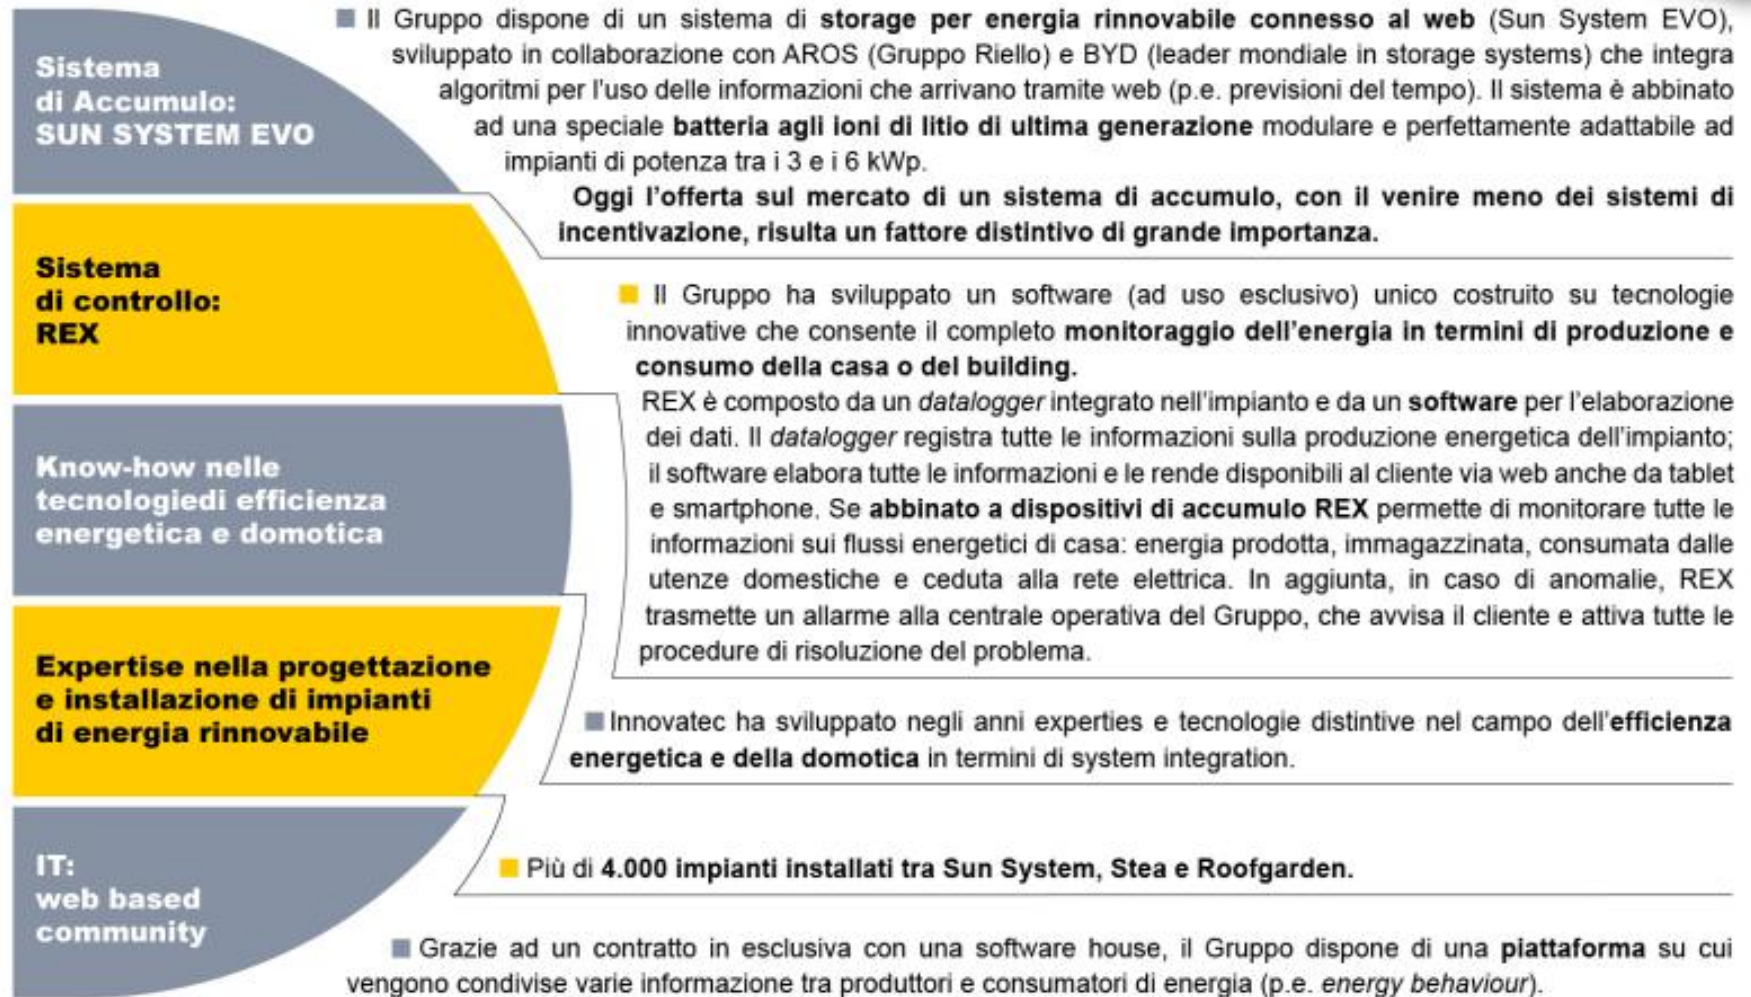 Sistema
di Accumulo:
SUN SYSTEM EVO
Il Gruppo dispone di un sistema di storage per energia rinnovabile connesso al web (Sun System EVO),
sviluppato in collaborazione con AROS (Gruppo Riello) e BYD (leader mondiale in storage systems) che integra
algoritmi per l'uso delle informazioni che arrivano tramite web (p.e. previsioni del tempo). Il sistema è abbinato
ad una speciale batteria agli ioni di litio di ultima generazione modulare e perfettamente adattabile ad
impianti di potenza tra i 3 e i 6 kWp.
Oggi l'offerta sul mercato di un sistema di accumulo, con il venire meno dei sistemi di
incentivazione, risulta un fattore distintivo di grande importanza.
Sistema
di controllo:
REX
Il Gruppo ha sviluppato un software (ad uso esclusivo) unico costruito su tecnologie
innovative che consente il completo monitoraggio dell'energia in termini di produzione e
consumo della casa o del building.
REX è composto da un datalogger integrato nell'impianto e da un software per l'elaborazione
dei dati. Il datalogger registra tutte le informazioni sulla produzione energetica dell'impianto;
il software elabora tutte le informazioni e le rende disponibili al cliente via web anche da tablet
e smartphone. Se abbinato a dispositivi di accumulo REX permette di monitorare tutte le
informazioni sui flussi energetici di casa: energia prodotta, immagazzinata, consumata dalle
utenze domestiche e ceduta alla rete elettrica. In aggiunta, in caso di anomalie, REX
trasmette un allarme alla centrale operativa del Gruppo, che avvisa il cliente e attiva tutte le
procedure di risoluzione del problema.
Know-how nelle
tecnologiedi efficienza
energetica e domotica
Innovatec ha sviluppato negli anni experties e tecnologie distintive nel campo dell'efficienza
energetica e della domotica in termini di system integration.
Expertise nella progettazione
e installazione di impianti
di energia rinnovabile
Più di 4.000 impianti installati tra Sun System, Stea e Roofgarden.
IT:
web based
community
Grazie ad un contratto in esclusiva con una software house, il Gruppo dispone di una piattaforma su cui
vengono condivise varie informazione tra produttori e consumatori di energia (p.e. energy behaviour).